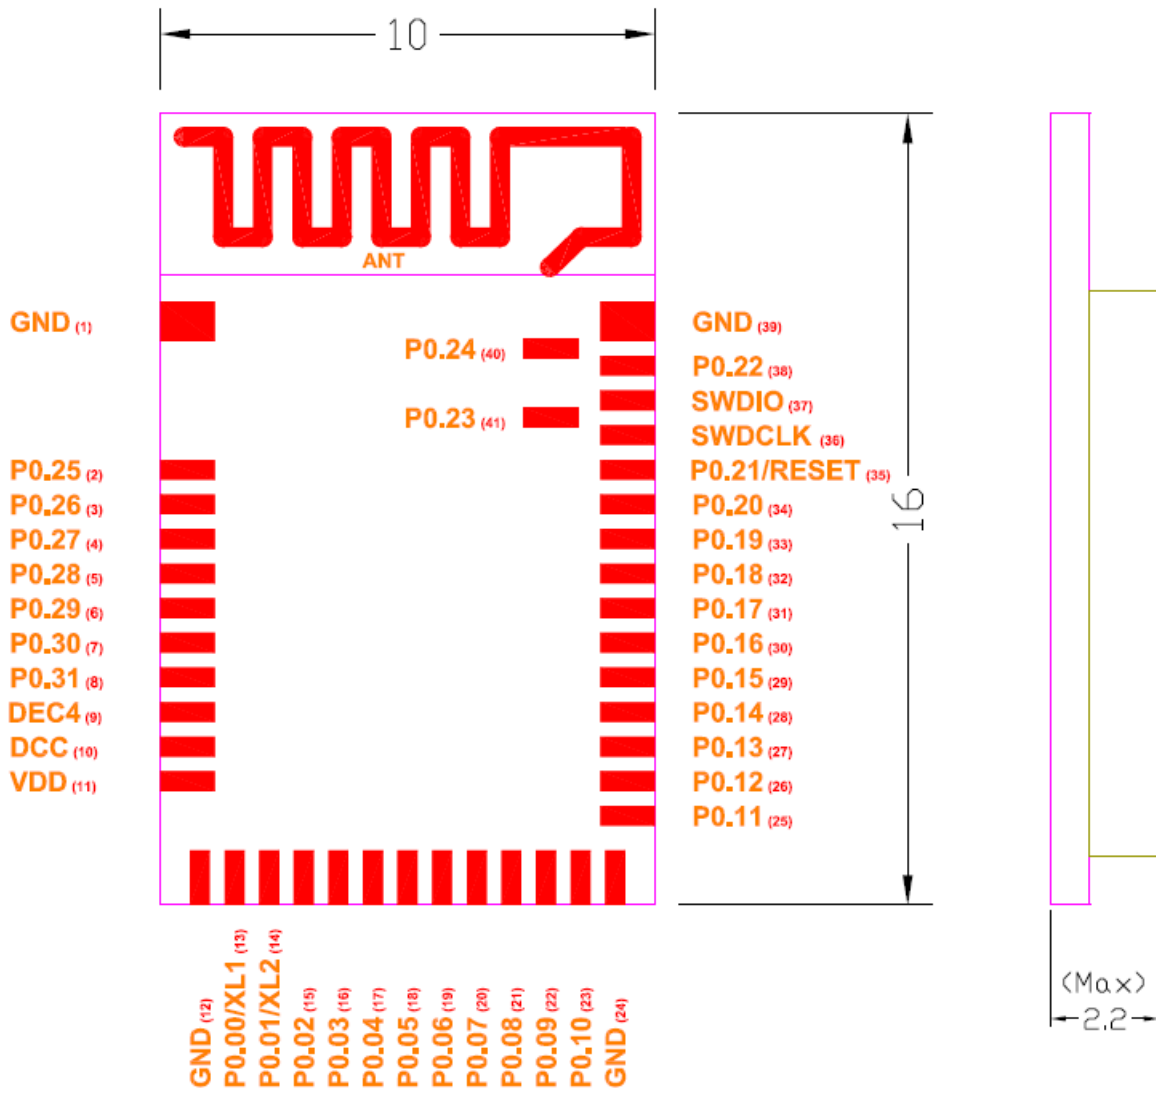 10
ANT
GND (1)
P0.25 (2)
P0.26 (3)
P0.27 (4)
P0.28 (5)
P0.29 (6)
P0.30 (7)
P0.31 (8)
DEC4 (9)
DCC (10)
VDD (11)
P0.24 (40)
P0.23 (41)
GND (39)
P0.22 (38)
SWDIO (37)
SWDCLK (36)
P0.21/RESET (35)
P0.20 (34)
P0.19 (33)
P0.18 (32)
P0.17 (31)
P0.16 (30)
P0.15 (29)
P0.14 (28)
P0.13 (27)
P0.12 (26)
P0.11 (25)
16
GND (12)
P0.00/XL1 (13)
P0.01/XL2 (14)
P0.02 (15)
P0.03 (16)
P0.04 (17)
P0.05 (18)
P0.06 (19)
P0.07 (20)
P0.08 (21)
P0.09 (22)
P0.10 (23)
GND (24)
(Max)
2.2